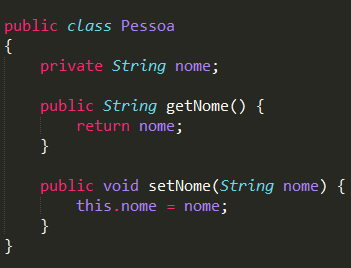 public class Pessoa
{
    private String nome;

    public String getNome() {
        return nome;
    }

    public void setNome(String nome) {
        this.nome = nome;
    }
}